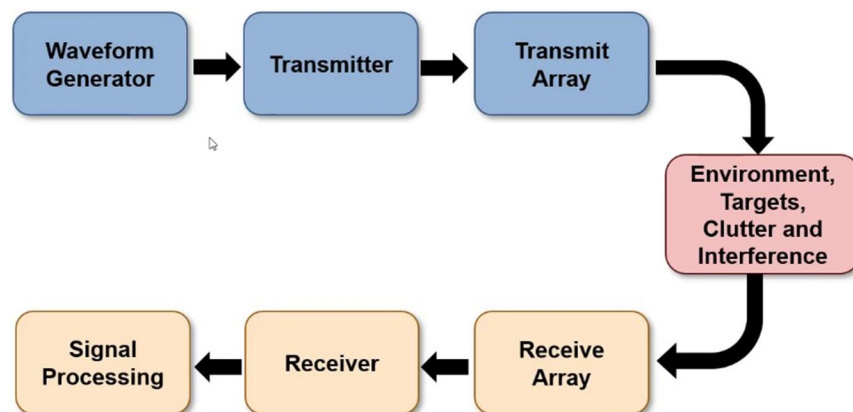 Waveform
Generator
Transmitter
Transmit
Array
Environment,
Targets,
Clutter and
Interference
Signal
Processing
Receiver
Receive
Array